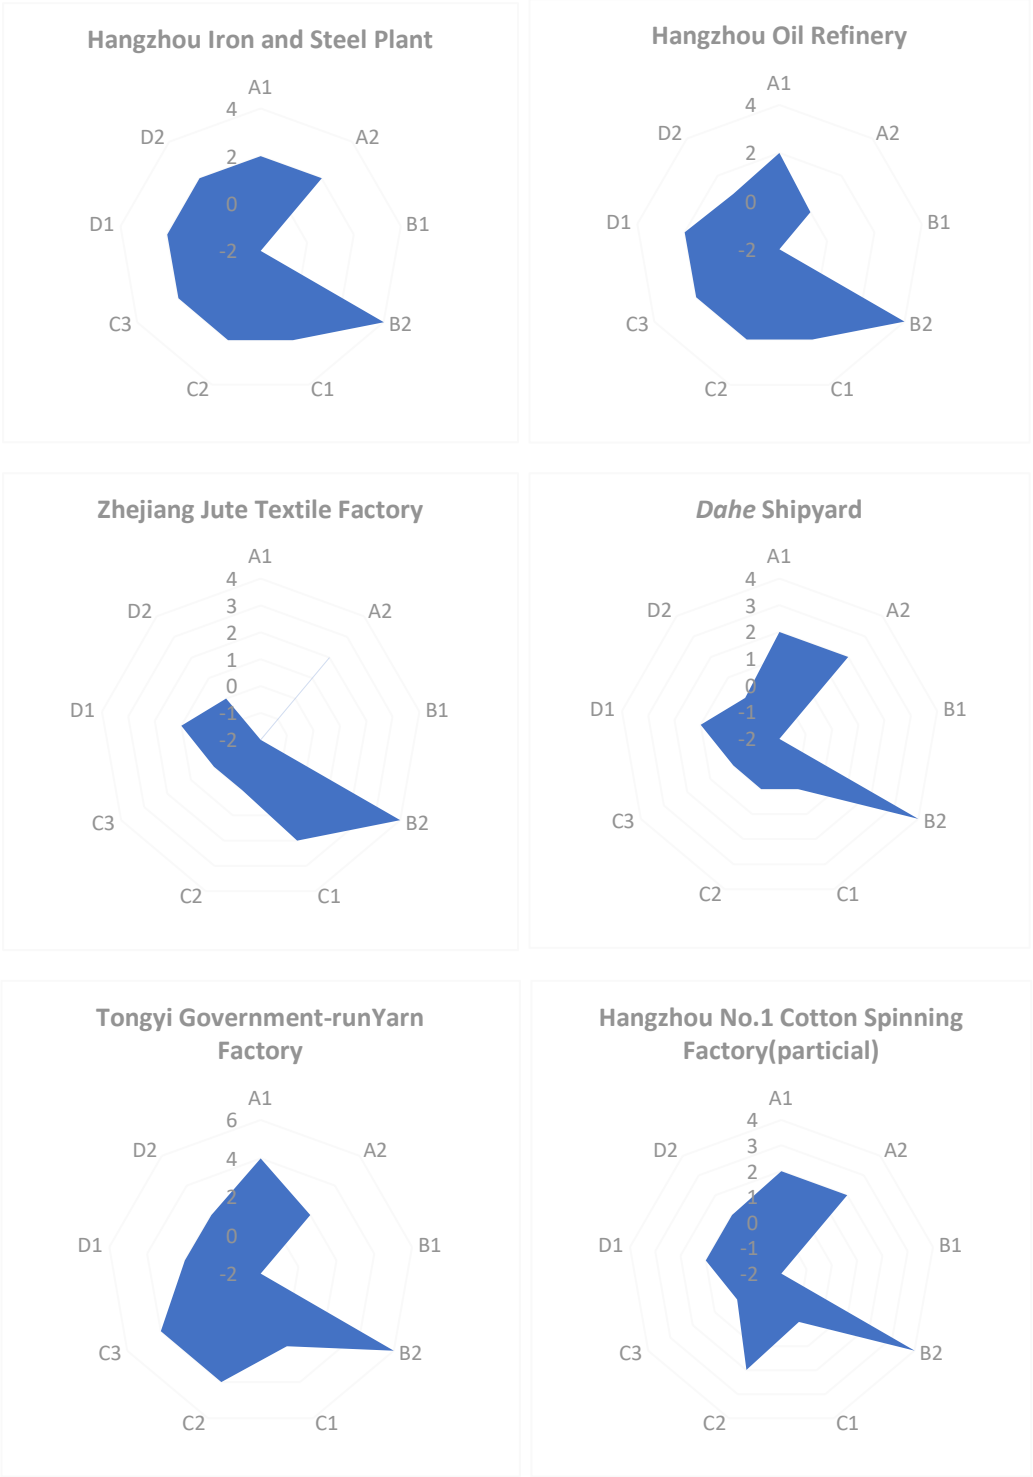 Hangzhou Iron and Steel Plant
A1
4
D2
A2
2
0
D1
B1
-2
C3
B2
C2
C1
Hangzhou Oil Refinery
A1
4
D2
A2
2
0
D1
B1
-2
C3
B2
C2
C1
Zhejiang Jute Textile Factory
A1
4
D2
3
A2
2
1
0
D1
-1
B1
-2
C3
B2
C2
C1
Dahe Shipyard
A1
4
D2
3
A2
2
1
0
D1
-1
B1
-2
C3
B2
C2
C1
Tongyi Government-runYarn
Factory
A1
6
D2
A2
4
2
0
D1
B1
-2
C3
B2
C2
C1
Hangzhou No.1 Cotton Spinning
Factory(particial)
A1
4
3
D2
A2
2
1
0
D1
-1
B1
-2
C3
B2
C2
C1